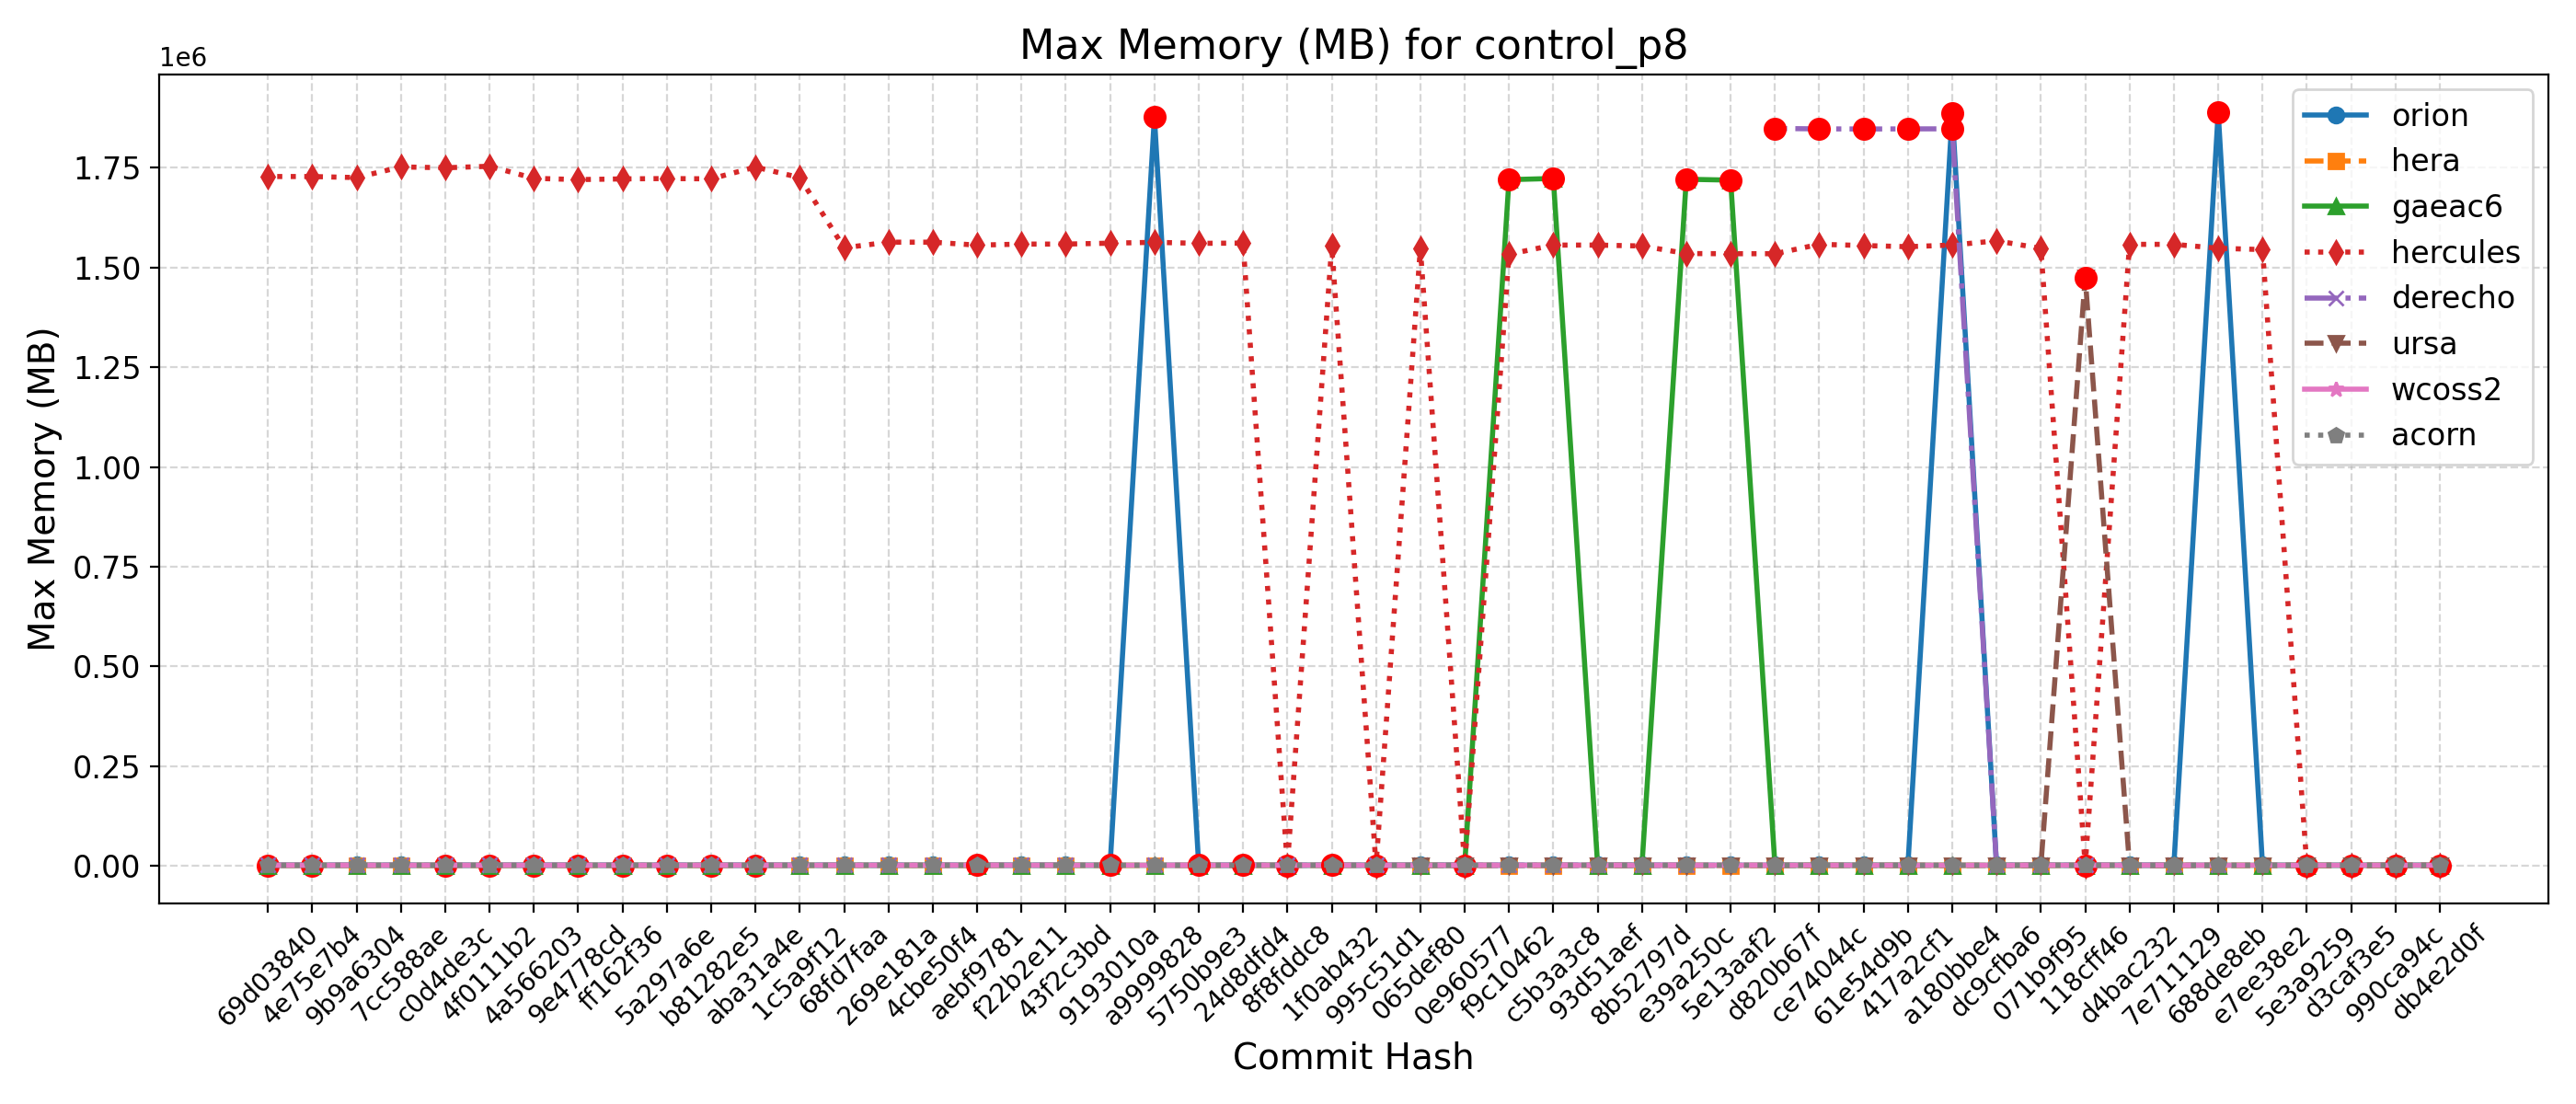 Max Memory (MB) for control_p8
1e6
Max Memory (MB)
1.75
1.50
1.25
1.00
0.75
0.50
0.25
0.00
orion
hera
gaeac6
hercules
derecho
ursa
wcoss2
acorn
69d03840
4e75e7b4
9b9a6304
7cc588ae
c0d4de3c
4f0111b2
4a566203
9e4778cd
ff162f36
5a297a6e
b81282e5
aba31a4e
1c5a9f12
68fd7faa
269e181a
4cbe50f4
aebf9781
f22b2e11
43f2c3bd
9193010a
a9999828
5750b9e3
24d8dfd4
8f8fddc8
1f0ab432
995c51d1
065def80
0e960577
f9c10462
c5b3a3c8
93d51aef
8b52797d
e39a250c
5e13aaf2
d820b67f
ce74044c
61e54d9b
417a2cf1
a180bbe4
dc9cfba6
071b9f95
118cff46
d4bac232
7e711129
688de8eb
e7ee38e2
5e3a9259
d3caf3e5
990ca94c
db4e2d0f
Commit Hash